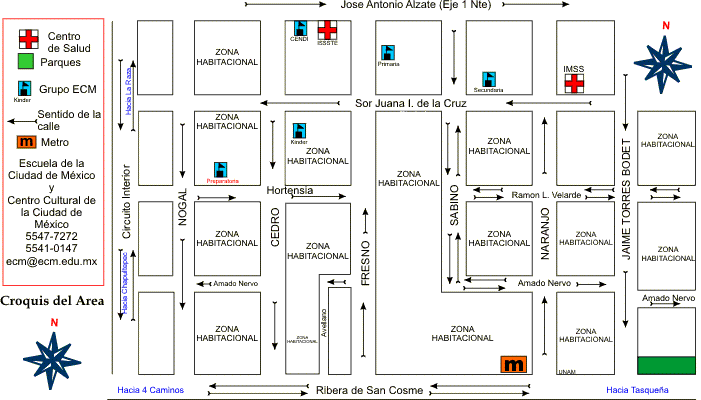 Jose Antonio Alzate (Eje 1 Nte)
Centro
de Salud
Parques
Grupo ECM
Kinder
Sentido de la
calle
Metro
Escuela de la
Ciudad de México
y
Centro Cultural de
la Ciudad de
México
5547-7272
5541-0147
ecm@ecm.edu.mx
Croquis del Area
N
N
Hacia La Raza
Circuito Interior
Hacia Chapultepec
ZONA
HABITACIONAL
CENDI
ISSSTE
Primaria
Secundaria
IMSS
Sor Juana I. de la Cruz
ZONA
HABITACIONAL
Preparatoria
Kinder
ZONA
HABITACIONAL
ZONA
HABITACIONAL
ZONA
HABITACIONAL
ZONA
HABITACIONAL
Hortensia
Ramon L. Velarde
NOGAL
CEDRO
FRESNO
SABINO
NARANJO
JAIME TORRES BODET
ZONA
HABITACIONAL
ZONA
HABITACIONAL
ZONA
HABITACIONAL
ZONA
HABITACIONAL
ZONA
HABITACIONAL
Amado Nervo
Amado Nervo
Amado Nervo
ZONA
HABITACIONAL
ZONA
HABITACIONAL
Avellano
ZONA
HABITACIONAL
UNAM
Hacia 4 Caminos
Ribera de San Cosme
Hacia Tasqueña